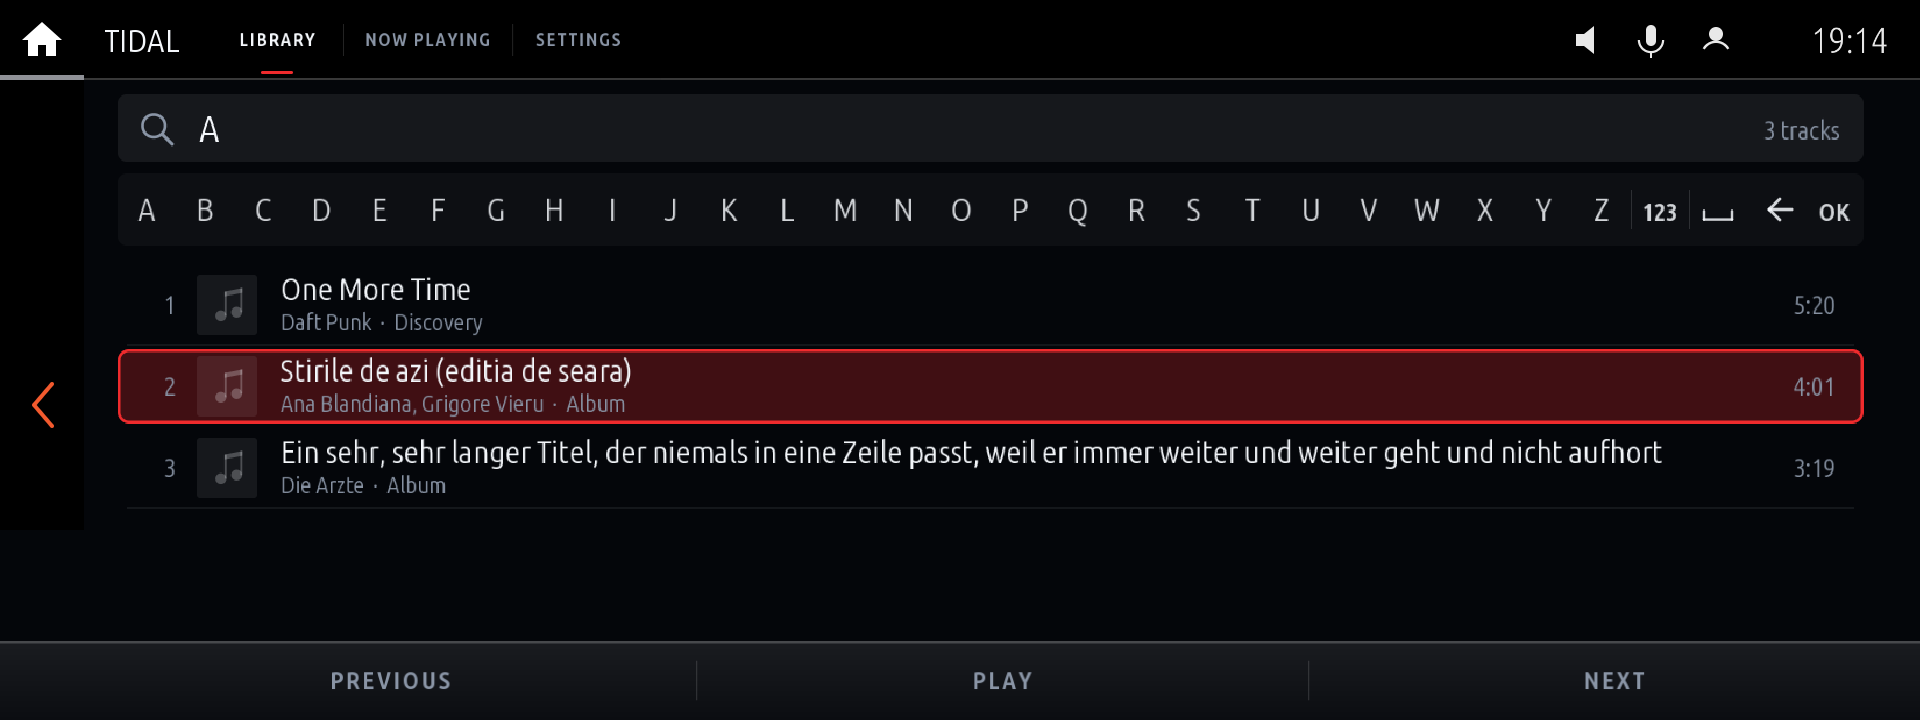 TIDAL LIBRARY NOW PLAYING SETTINGS 19:14
A 3 tracks
A B C D E F G H I J K L M N O P Q R S T U V W X Y Z 123 OK
1 One More Time 5:20
Daft Punk · Discovery
2 Stirile de azi (editia de seara) 4:01
Ana Blandiana, Grigore Vieru · Album
3 Ein sehr, sehr langer Titel, der niemals in eine Zeile passt, weil er immer weiter und weiter geht und nicht aufhort 3:19
Die Arzte · Album
PREVIOUS PLAY NEXT